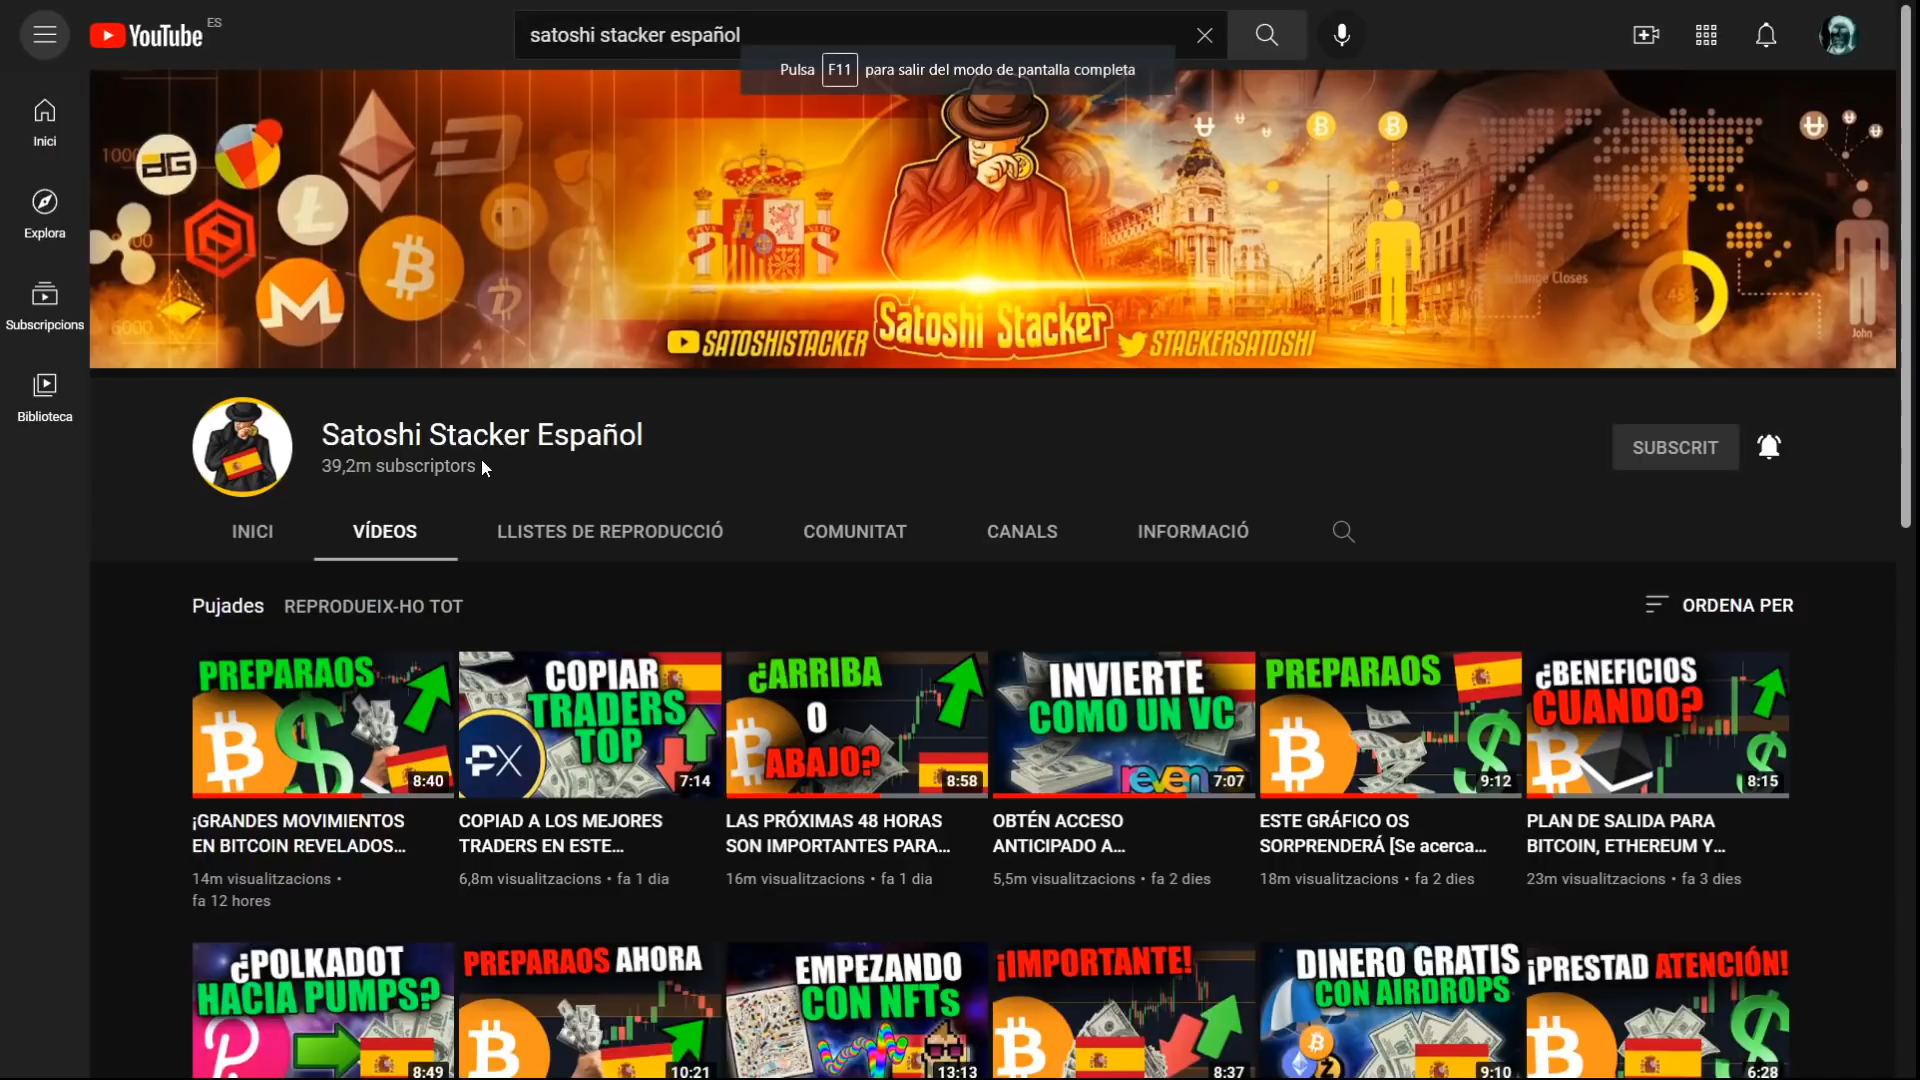 YouTube ES
satoshi stacker español
Pulsa F11 para salir del modo de pantalla completa
Inici
Explora
Subscripcions
Biblioteca
1000
6000
Exchange Closes
45%
John
SATOSHISTACKER
Satoshi Stacker
STACKERSATOSHI
Satoshi Stacker Español
39,2m subscriptors
SUBSCRIT
INICI
VÍDEOS
LLISTES DE REPRODUCCIÓ
COMUNITAT
CANALS
INFORMACIÓ
Pujades
REPRODUEIX-HO TOT
ORDENA PER
PREPARAOS
8:40
¡GRANDES MOVIMIENTOS
EN BITCOIN REVELADOS...
14m visualitzacions •
fa 12 hores
COPIAR
TRADERS
TOP
PX
7:14
COPIAD A LOS MEJORES
TRADERS EN ESTE...
6,8m visualitzacions • fa 1 dia
¿ARRIBA
O
ABAJO?
8:58
LAS PRÓXIMAS 48 HORAS
SON IMPORTANTES PARA...
16m visualitzacions • fa 1 dia
INVIERTE
COMO UN VC
7:07
OBTÉN ACCESO
ANTICIPADO A...
5,5m visualitzacions • fa 2 dies
PREPARAOS
9:12
ESTE GRÁFICO OS
SORPRENDERÁ [Se acerca...
18m visualitzacions • fa 2 dies
¿BENEFICIOS
CUANDO?
8:15
PLAN DE SALIDA PARA
BITCOIN, ETHEREUM Y...
23m visualitzacions • fa 3 dies
¿POLKADOT
HACIA PUMPS?
8:49
PREPARAOS AHORA
10:21
EMPEZANDO
CON NFTs
13:13
¡IMPORTANTE!
8:37
DINERO GRATIS
CON AIRDROPS
9:10
¡PRESTAD ATENCIÓN!
6:28